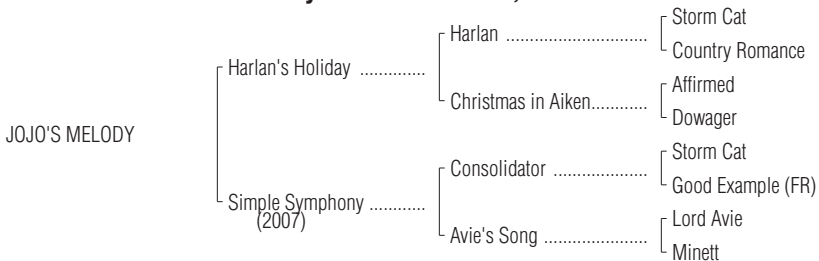 Storm Cat
Harlan ..............................
Country Romance
Harlan's Holiday ..............
Affirmed
Christmas in Aiken............
Dowager
JOJO'S MELODY
Storm Cat
Consolidator ....................
Good Example (FR)
Simple Symphony ............
(2007)
Lord Avie
Avie's Song ......................
Minett